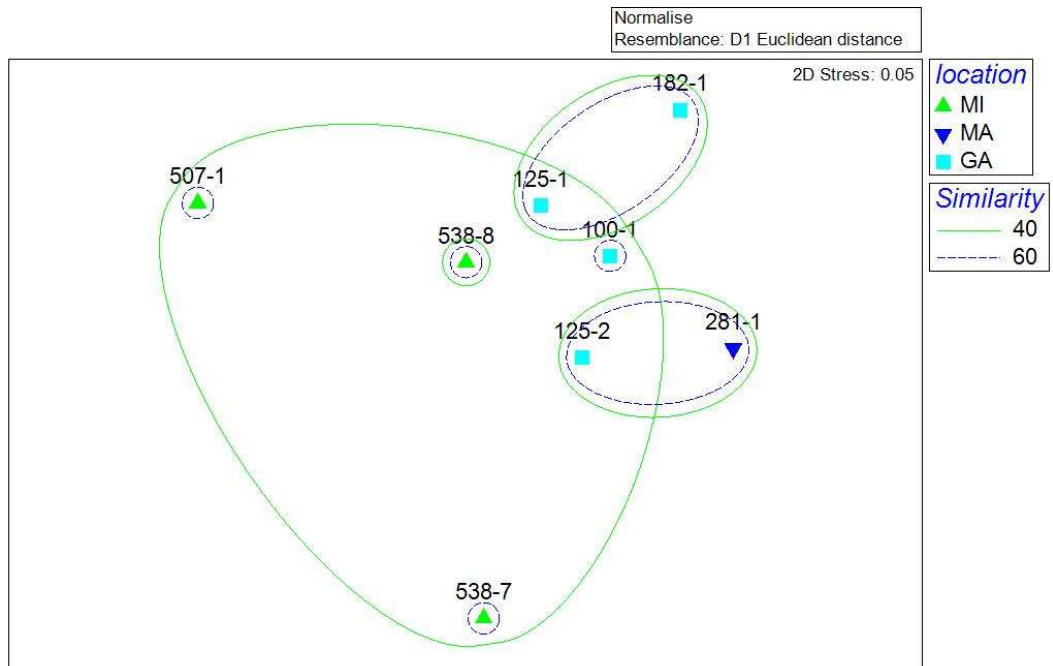 Normalise
Resemblance: D1 Euclidean distance
2D Stress: 0.05
location
MI
MA
GA
Similarity
40
60
182-1
507-1
125-1
538-8
100-1
125-2
281-1
538-7